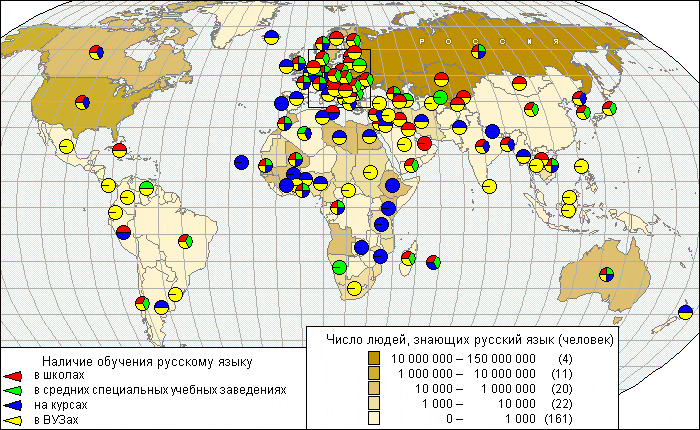 РОССИЯ
Число людей, знающих русский язык (человек)
10 000 000 – 150 000 000 (4)
1 000 000 – 10 000 000 (11)
10 000 – 1 000 000 (20)
1 000 – 10 000 (22)
0 – 1 000 (161)
Наличие обучения русскому языку
в школах
в средних специальных учебных заведениях
на курсах
в ВУЗах